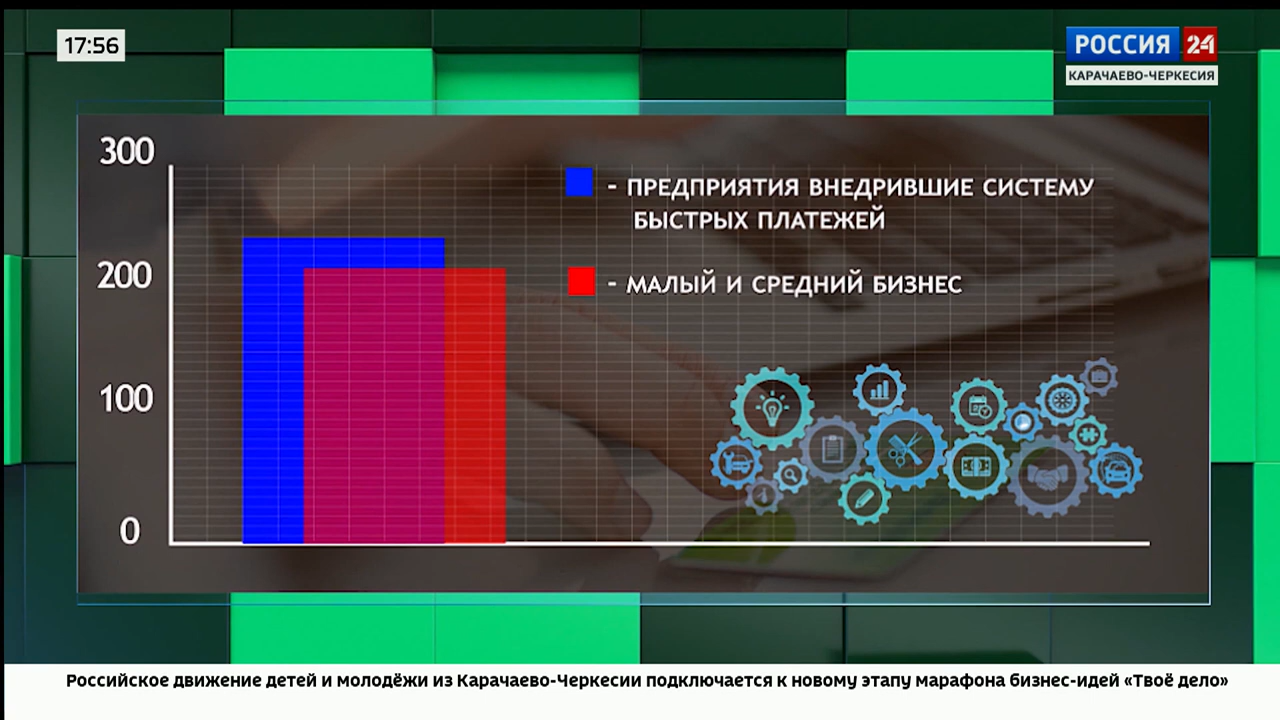 17:56
РОССИЯ 24
КАРАЧАЕВО-ЧЕРКЕСИЯ
300
200
100
0
- ПРЕДПРИЯТИЯ ВНЕДРИВШИЕ СИСТЕМУ
БЫСТРЫХ ПЛАТЕЖЕЙ
- МАЛЫЙ И СРЕДНИЙ БИЗНЕС
Российское движение детей и молодёжи из Карачаево-Черкесии подключается к новому этапу марафона бизнес-идей «Твоё дело»